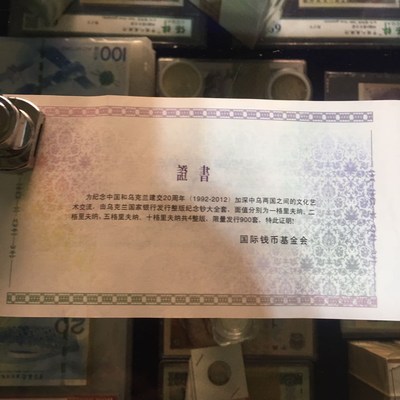 證書
为纪念中国和乌克兰建交20周年（1992-2012）加深中乌两国之间的文化艺
术交流，由乌克兰国家银行发行整版纪念钞大全套，面值分别为一格里夫纳、二
格里夫纳、五格里夫纳、十格里夫纳共4整版，限量发行900套，特此证明！
国际钱币基金会
100
20